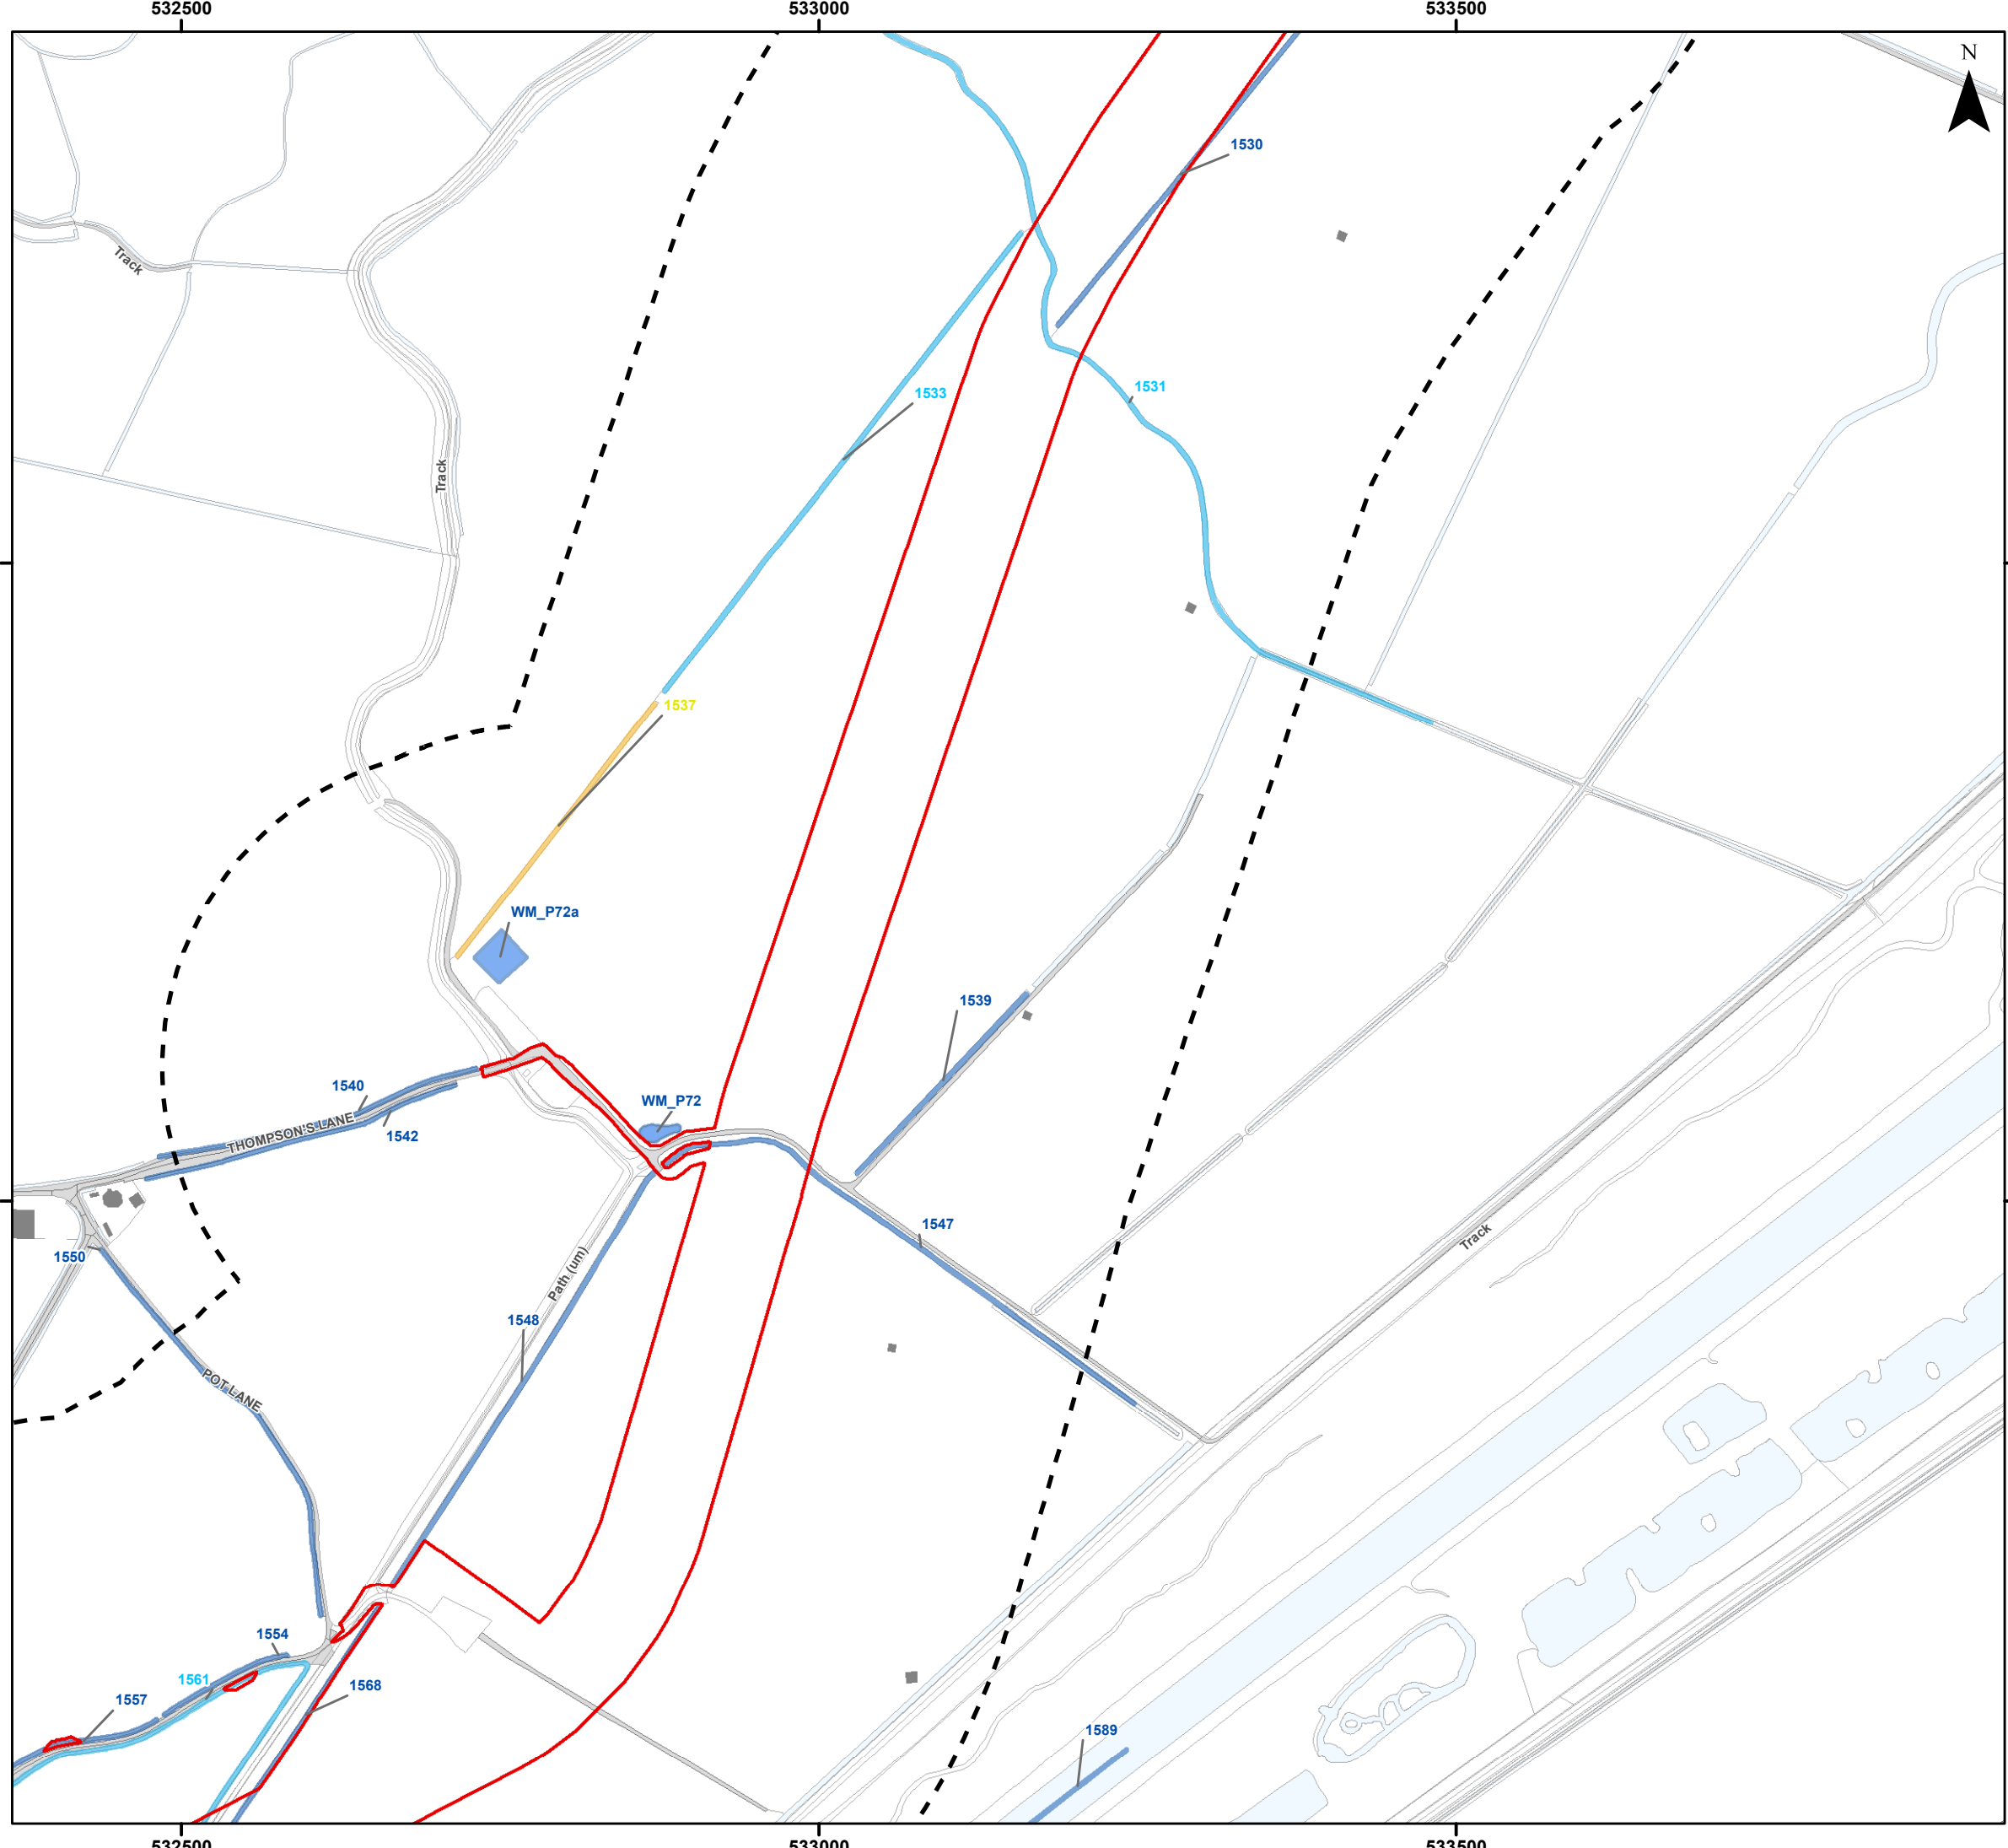 532500 533000 533500
N
1530
Track
1531
1533
Track
1537
WM_P72a
1539
1540
WM_P72
THOMPSON'S LANE
1542
1547
Track
1550
Path (um)
1548
POT LANE
1554
1561
1568
1557
1589
532500 533000 533500